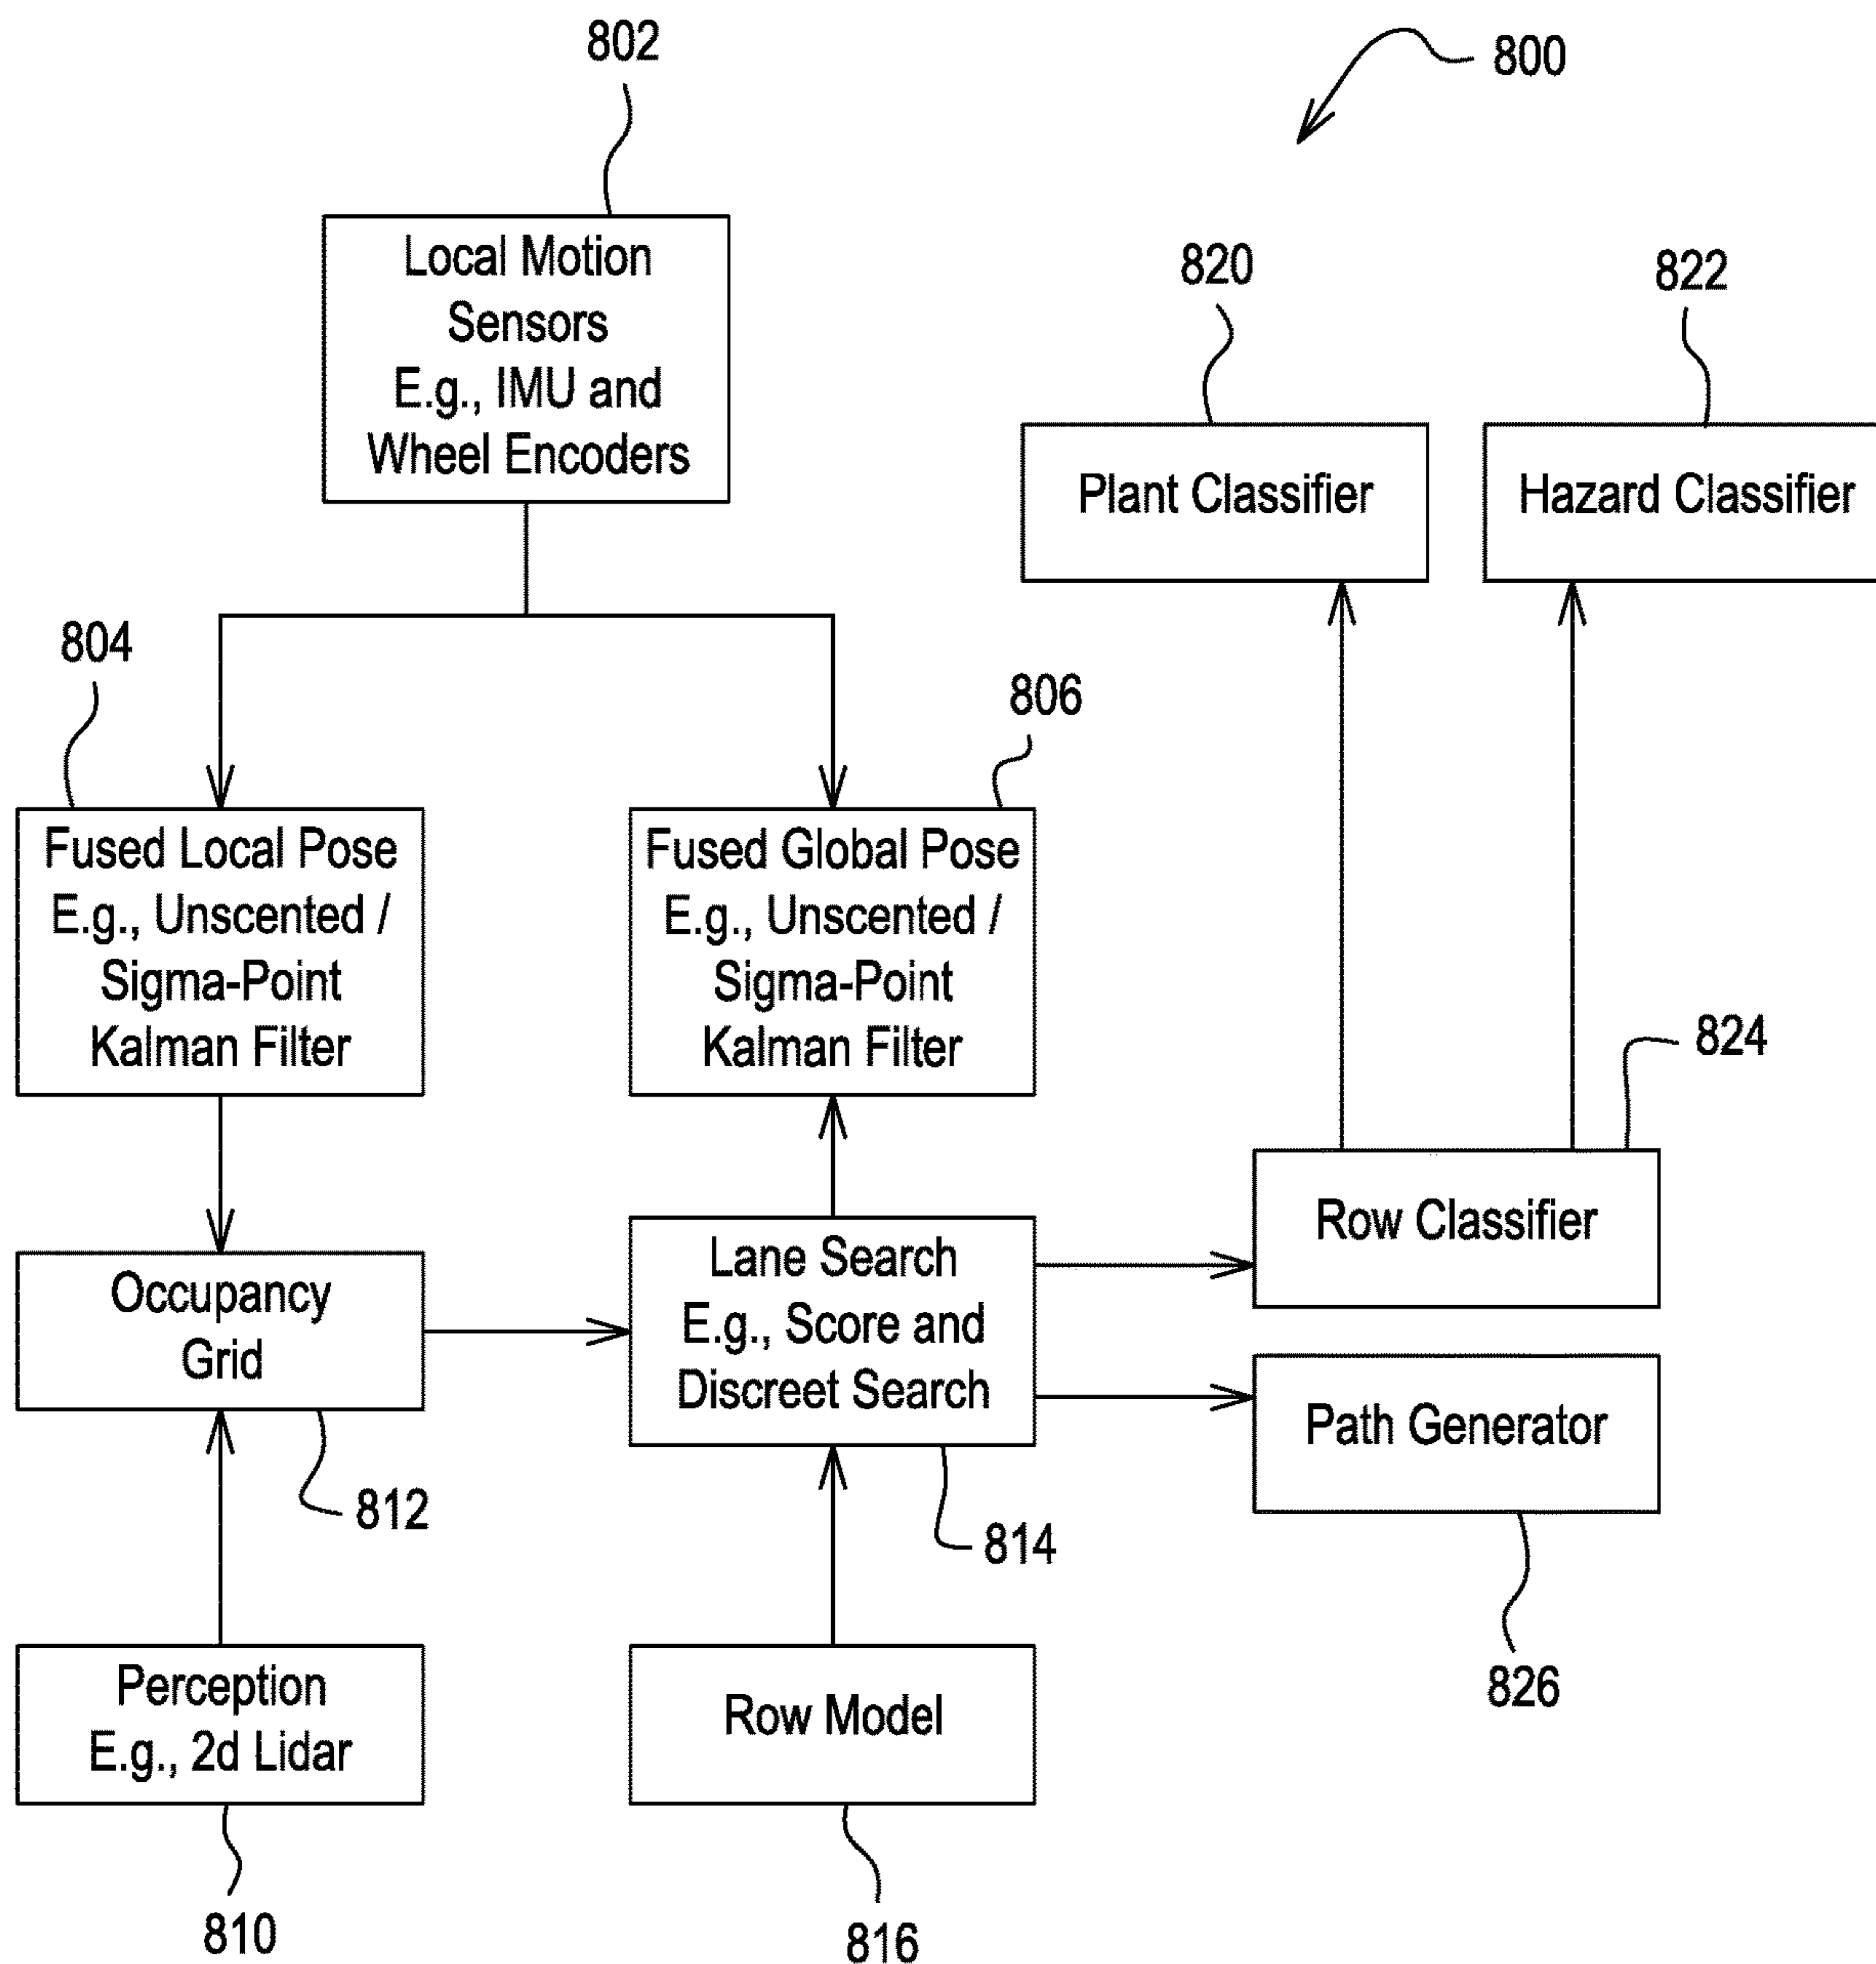 802
800
Local Motion
Sensors
E.g., IMU and
Wheel Encoders
820
822
Plant Classifier
Hazard Classifier
804
806
Fused Local Pose
E.g., Unscented /
Sigma-Point
Kalman Filter
Fused Global Pose
E.g., Unscented /
Sigma-Point
Kalman Filter
824
Row Classifier
Occupancy
Grid
Lane Search
E.g., Score and
Discreet Search
Path Generator
812
814
826
Perception
E.g., 2d Lidar
Row Model
810
816